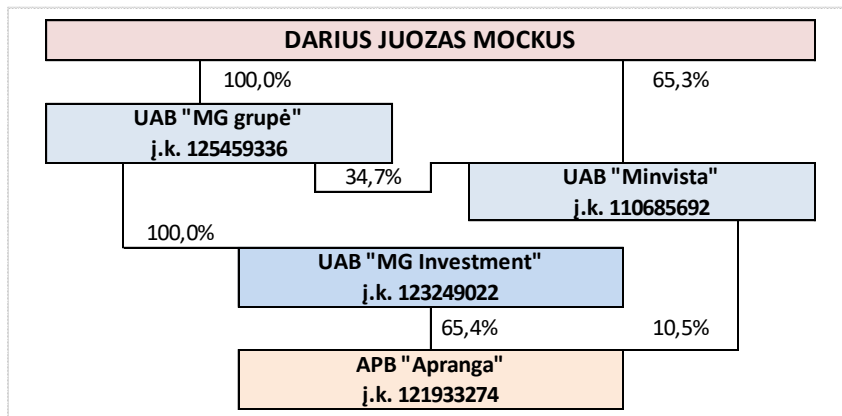 DARIUS JUOZAS MOCKUS
100,0%
65,3%
UAB "MG grupė"
į.k. 125459336
34,7%
UAB "Minvista"
į.k. 110685692
100,0%
UAB "MG Investment"
į.k. 123249022
65,4%
10,5%
APB "Apranga"
į.k. 121933274